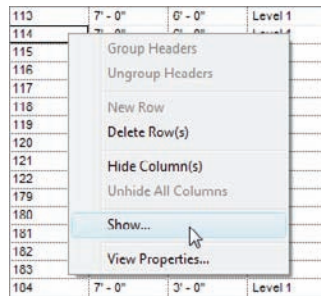 113 7' - 0" 6' - 0" Level 1
114
115 Group Headers
116 Ungroup Headers
117
118 New Row
119 Delete Row(s)
120
121 Hide Column(s)
122 Unhide All Columns
179
180 Show...
181
182 View Properties...
183
184 7' - 0" 3' - 0" Level 1